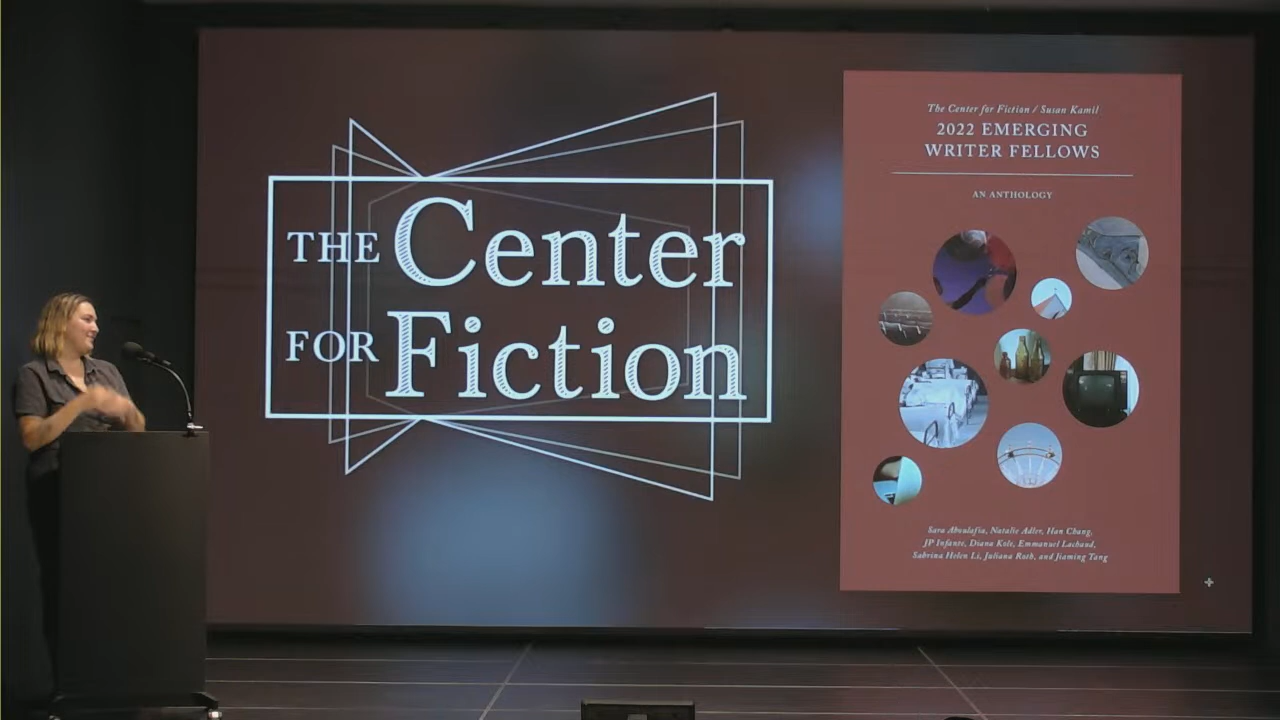 THE Center
FOR Fiction
The Center for Fiction / Susan Kamil
2022 EMERGING
WRITER FELLOWS
AN ANTHOLOGY
Sara Aboulafia, Natalie Adler, Han Chang,
JP Infante, Diana Kole, Emmanuel Lachaud,
Sabrina Helen Li, Juliana Roth, and Jiaming Tang